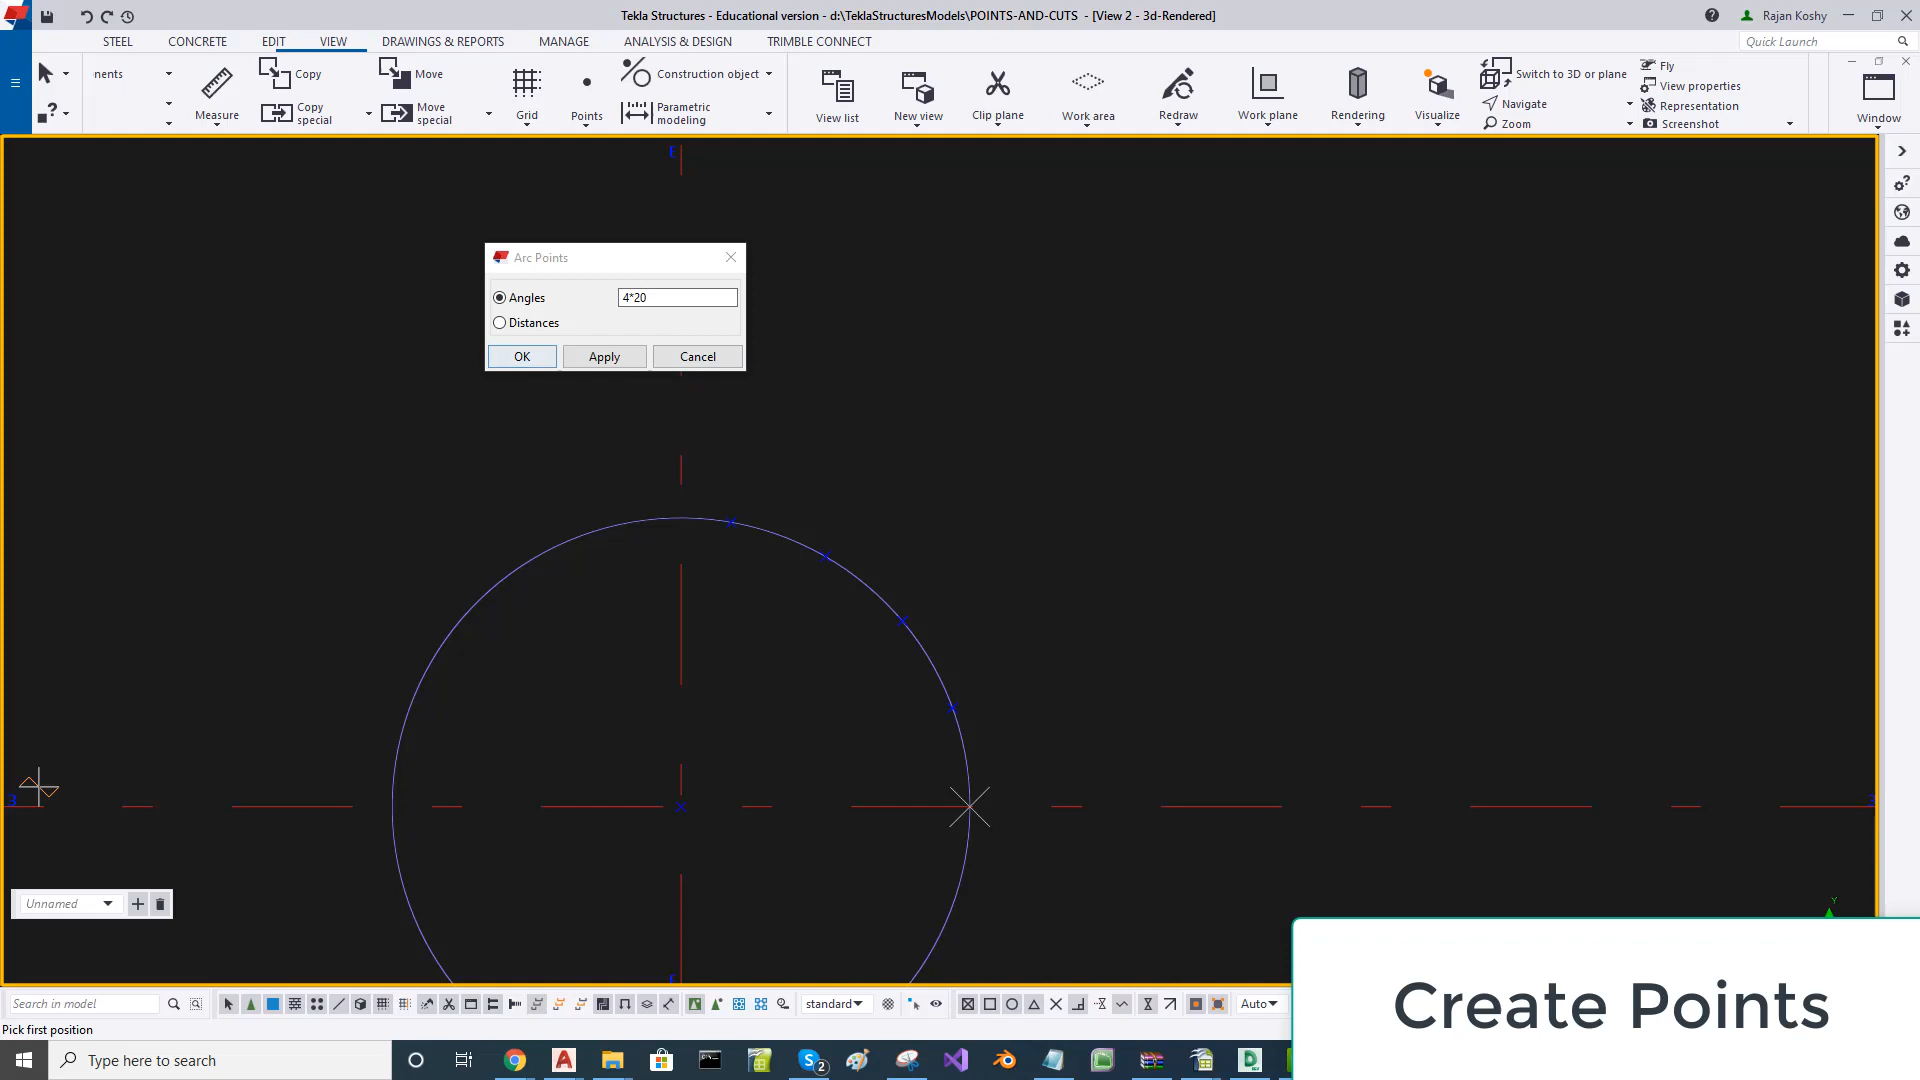 Tekla Structures - Educational version - d:\TeklaStructuresModels\POINTS-AND-CUTS - [View 2 - 3d-Rendered]
Rajan Koshy
STEEL CONCRETE EDIT VIEW DRAWINGS & REPORTS MANAGE ANALYSIS & DESIGN TRIMBLE CONNECT
Quick Launch
nents
Measure
Copy
Copy special
Move
Move special
Grid
Points
Construction object
Parametric modeling
View list
New view
Clip plane
Work area
Redraw
Work plane
Rendering
Visualize
Switch to 3D or plane
Navigate
Zoom
Fly
View properties
Representation
Screenshot
Window
E
Arc Points
Angles 4*20
Distances
OK Apply Cancel
3
Unnamed
Y
Search in model
standard
Auto
Pick first position
Create Points
Type here to search
2